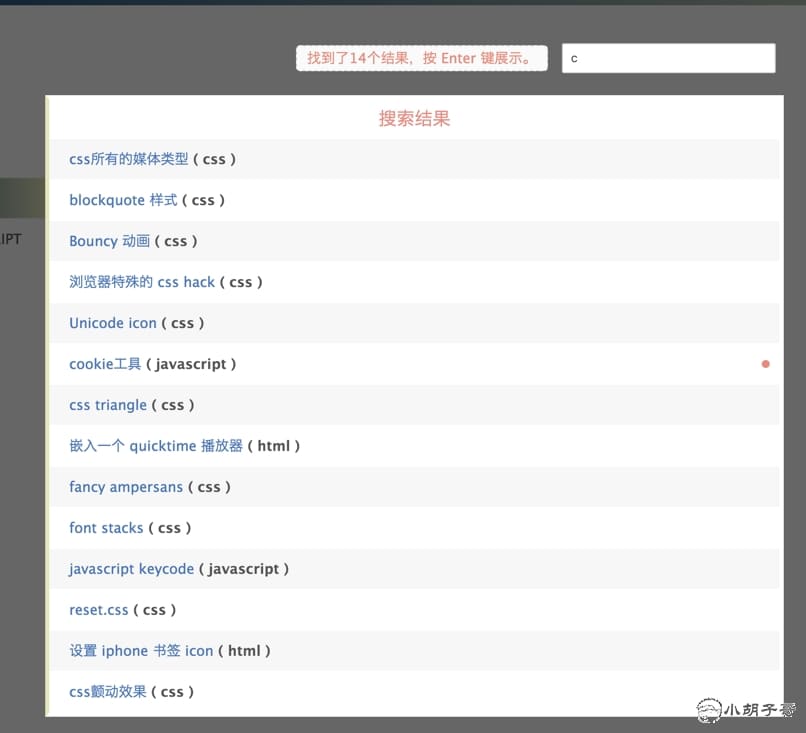 找到了14个结果，按 Enter 键展示。
c
搜索结果
css所有的媒体类型 ( css )
blockquote 样式 ( css )
Bouncy 动画 ( css )
浏览器特殊的 css hack ( css )
IPT
Unicode icon ( css )
cookie工具 ( javascript )
css triangle ( css )
嵌入一个 quicktime 播放器 ( html )
fancy ampersans ( css )
font stacks ( css )
javascript keycode ( javascript )
reset.css ( css )
设置 iphone 书签 icon ( html )
css颤动效果 ( css )
小胡子哥